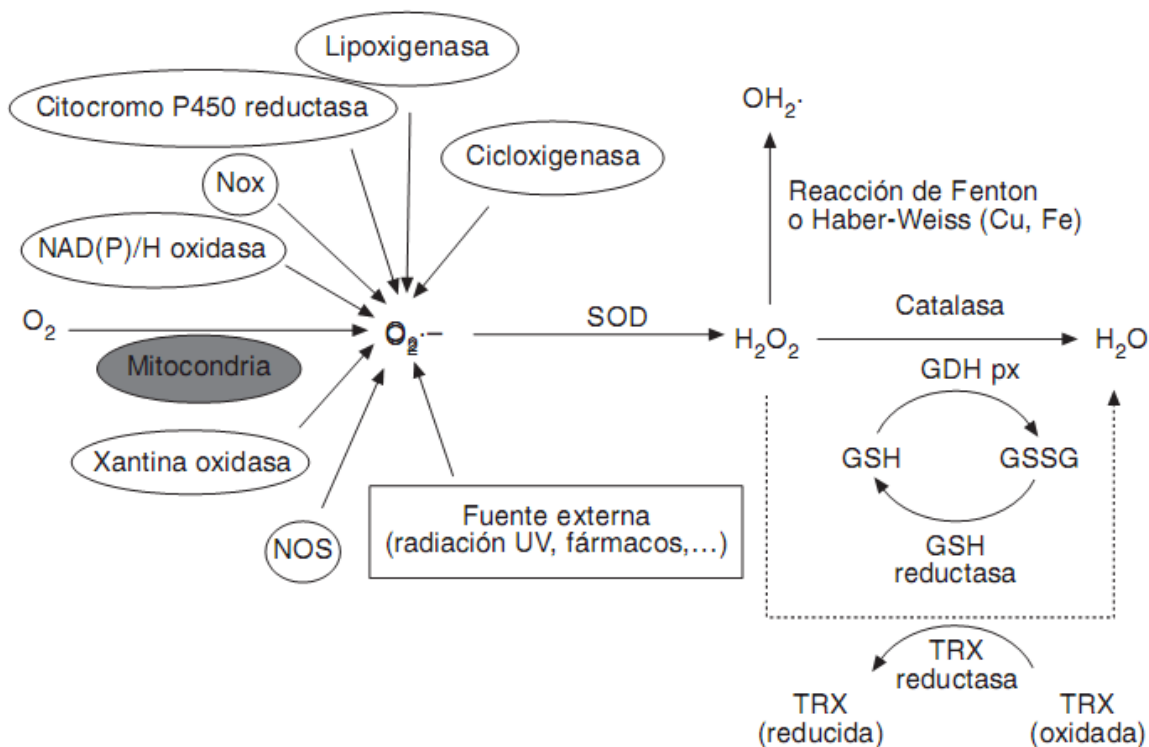 Lipoxigenasa
Citocromo P450 reductasa
Cicloxigenasa
Nox
NAD(P)/H oxidasa
O₂
Mitocondria
Xantina oxidasa
NOS
Fuente externa
(radiación UV, fármacos,…)
O₂·–
SOD
H₂O₂
OH₂·
Reacción de Fenton
o Haber-Weiss (Cu, Fe)
Catalasa
H₂O
GDH px
GSH
GSSG
GSH
reductasa
TRX
reductasa
TRX
(reducida)
TRX
(oxidada)